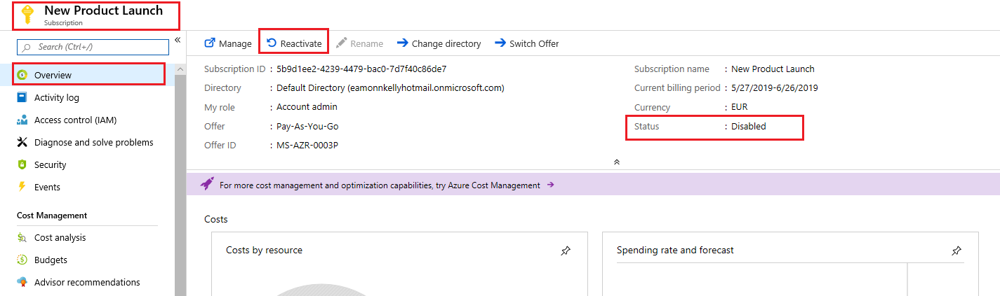 New Product Launch
Subscription
Search (Ctrl+/)
«
Overview
Activity log
Access control (IAM)
Diagnose and solve problems
Security
Events
Cost Management
Cost analysis
Budgets
Advisor recommendations
Manage Reactivate Rename Change directory Switch Offer
Subscription ID : 5b9d1ee2-4239-4479-bac0-7d7f40c86de7
Directory : Default Directory (eamonnkellyhotmail.onmicrosoft.com)
My role : Account admin
Offer : Pay-As-You-Go
Offer ID : MS-AZR-0003P
Subscription name : New Product Launch
Current billing period : 5/27/2019-6/26/2019
Currency : EUR
Status : Disabled
For more cost management and optimization capabilities, try Azure Cost Management →
Costs
Costs by resource
Spending rate and forecast